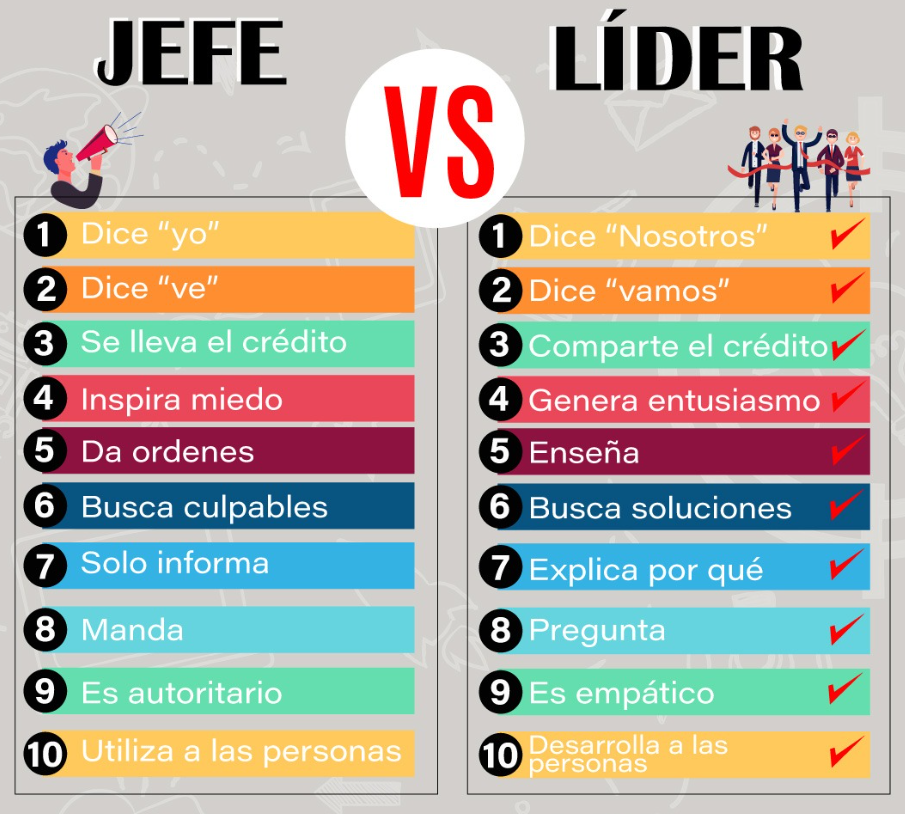 JEFE
VS
LÍDER
1 Dice “yo”
2 Dice “ve”
3 Se lleva el crédito
4 Inspira miedo
5 Da ordenes
6 Busca culpables
7 Solo informa
8 Manda
9 Es autoritario
10 Utiliza a las personas
1 Dice “Nosotros”
2 Dice “vamos”
3 Comparte el crédito
4 Genera entusiasmo
5 Enseña
6 Busca soluciones
7 Explica por qué
8 Pregunta
9 Es empático
10 Desarrolla a las
personas